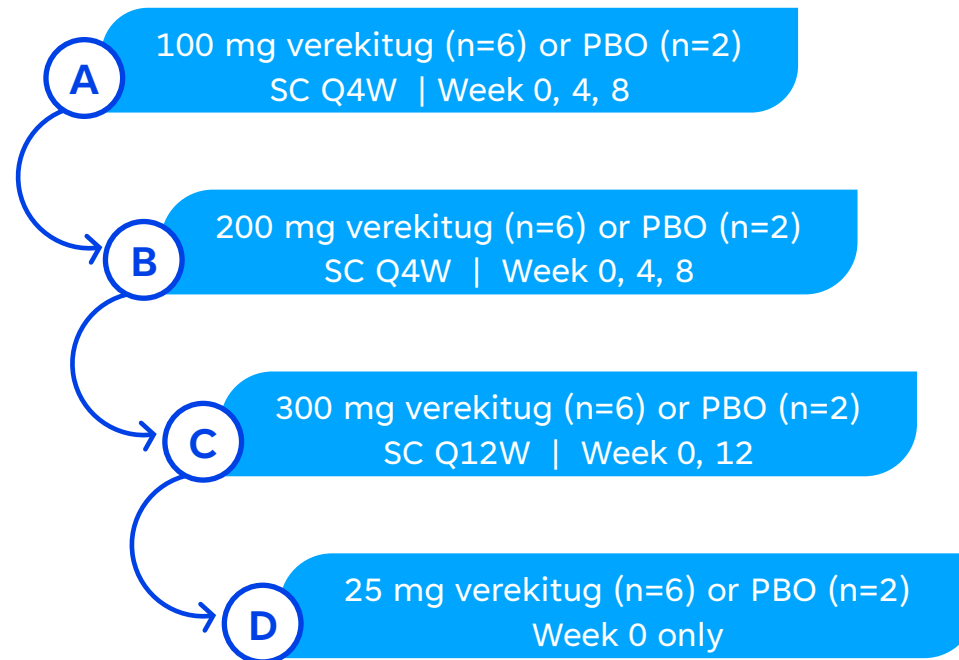 A
100 mg verekitug (n=6) or PBO (n=2)
SC Q4W | Week 0, 4, 8
B
200 mg verekitug (n=6) or PBO (n=2)
SC Q4W | Week 0, 4, 8
C
300 mg verekitug (n=6) or PBO (n=2)
SC Q12W | Week 0, 12
D
25 mg verekitug (n=6) or PBO (n=2)
Week 0 only